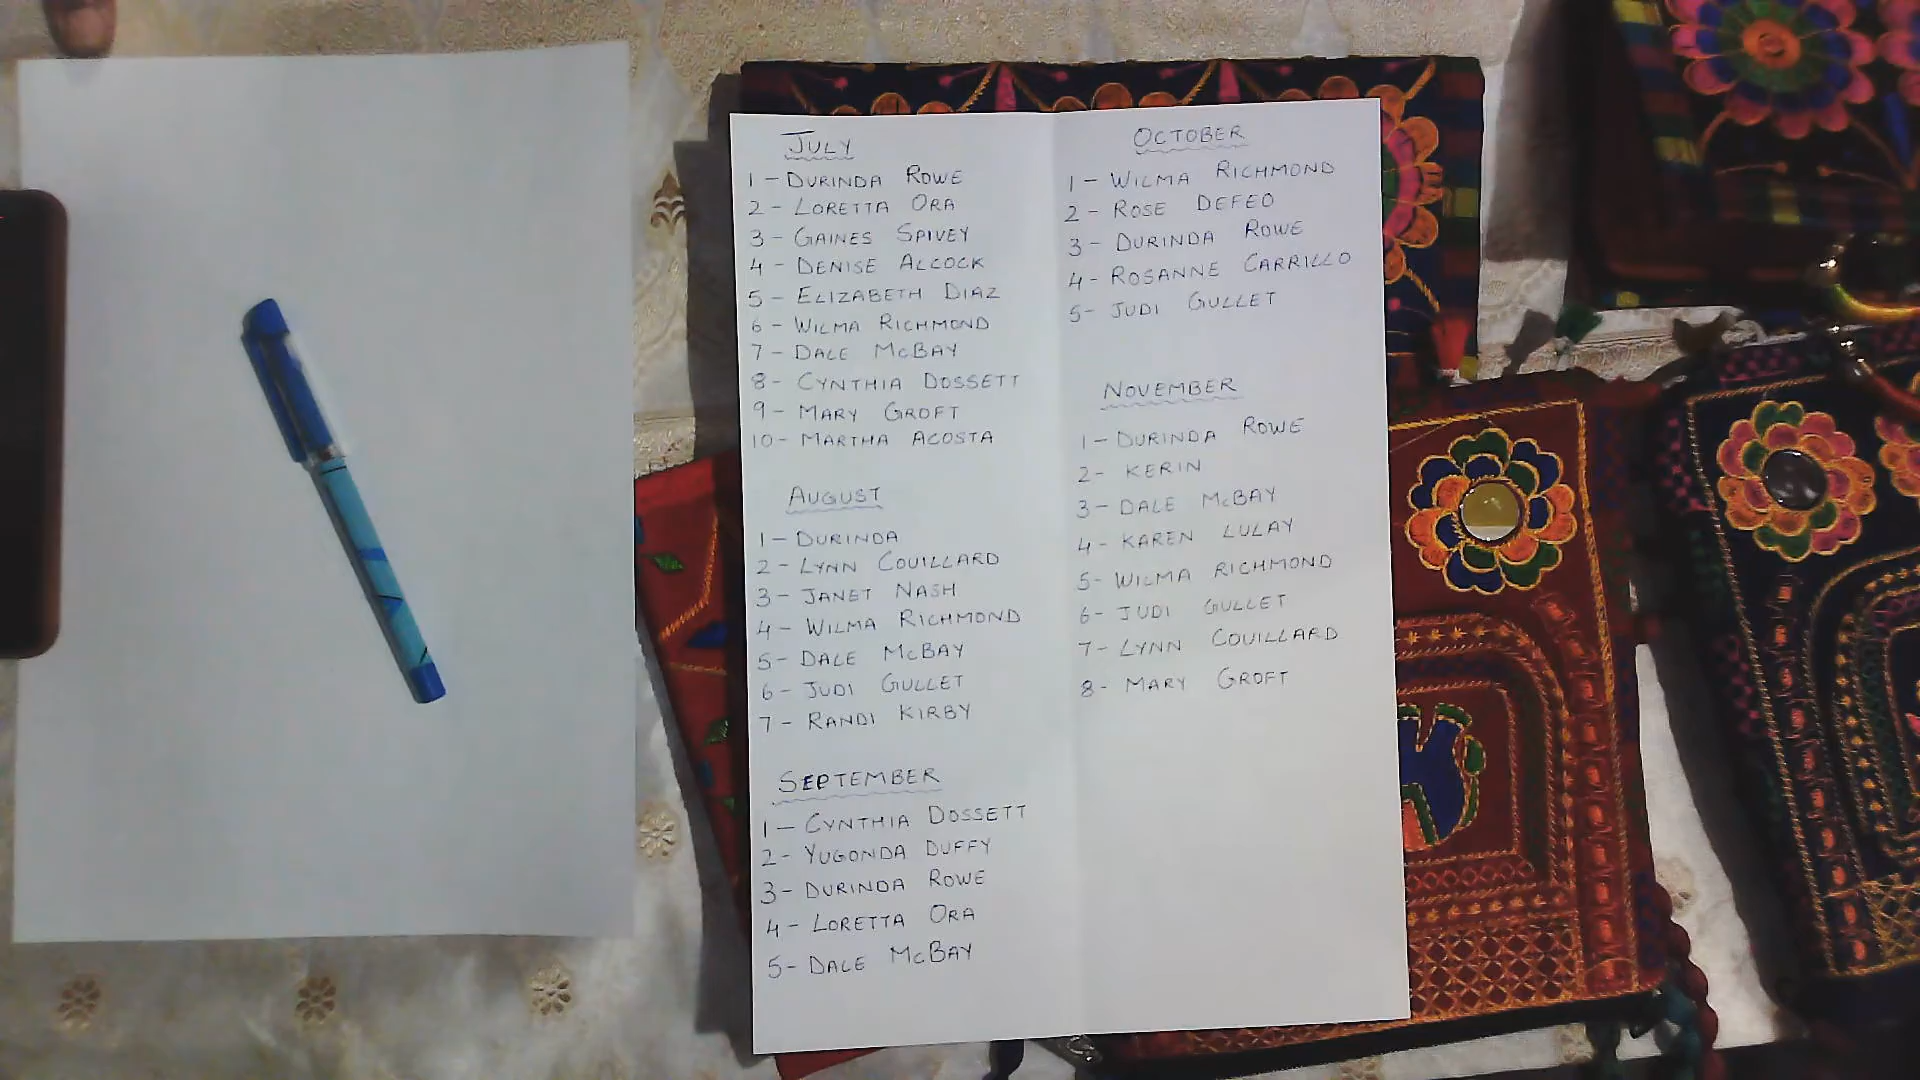 JULY
1 - DURINDA ROWE
2 - LORETTA ORA
3 - GAINES SPIVEY
4 - DENISE ALCOCK
5 - ELIZABETH DIAZ
6 - WILMA RICHMOND
7 - DALE McBAY
8 - CYNTHIA DOSSETT
9 - MARY GROFT
10 - MARTHA ACOSTA
AUGUST
1 - DURINDA
2 - LYNN COUILLARD
3 - JANET NASH
4 - WILMA RICHMOND
5 - DALE McBAY
6 - JUDI GULLET
7 - RANDI KIRBY
SEPTEMBER
1 - CYNTHIA DOSSETT
2 - YUGONDA DUFFY
3 - DURINDA ROWE
4 - LORETTA ORA
5 - DALE McBAY
OCTOBER
1 - WILMA RICHMOND
2 - ROSE DEFEO
3 - DURINDA ROWE
4 - ROSANNE CARRILLO
5 - JUDI GULLET
NOVEMBER
1 - DURINDA ROWE
2 - KERIN
3 - DALE McBAY
4 - KAREN LULAY
5 - WILMA RICHMOND
6 - JUDI GULLET
7 - LYNN COUILLARD
8 - MARY GROFT